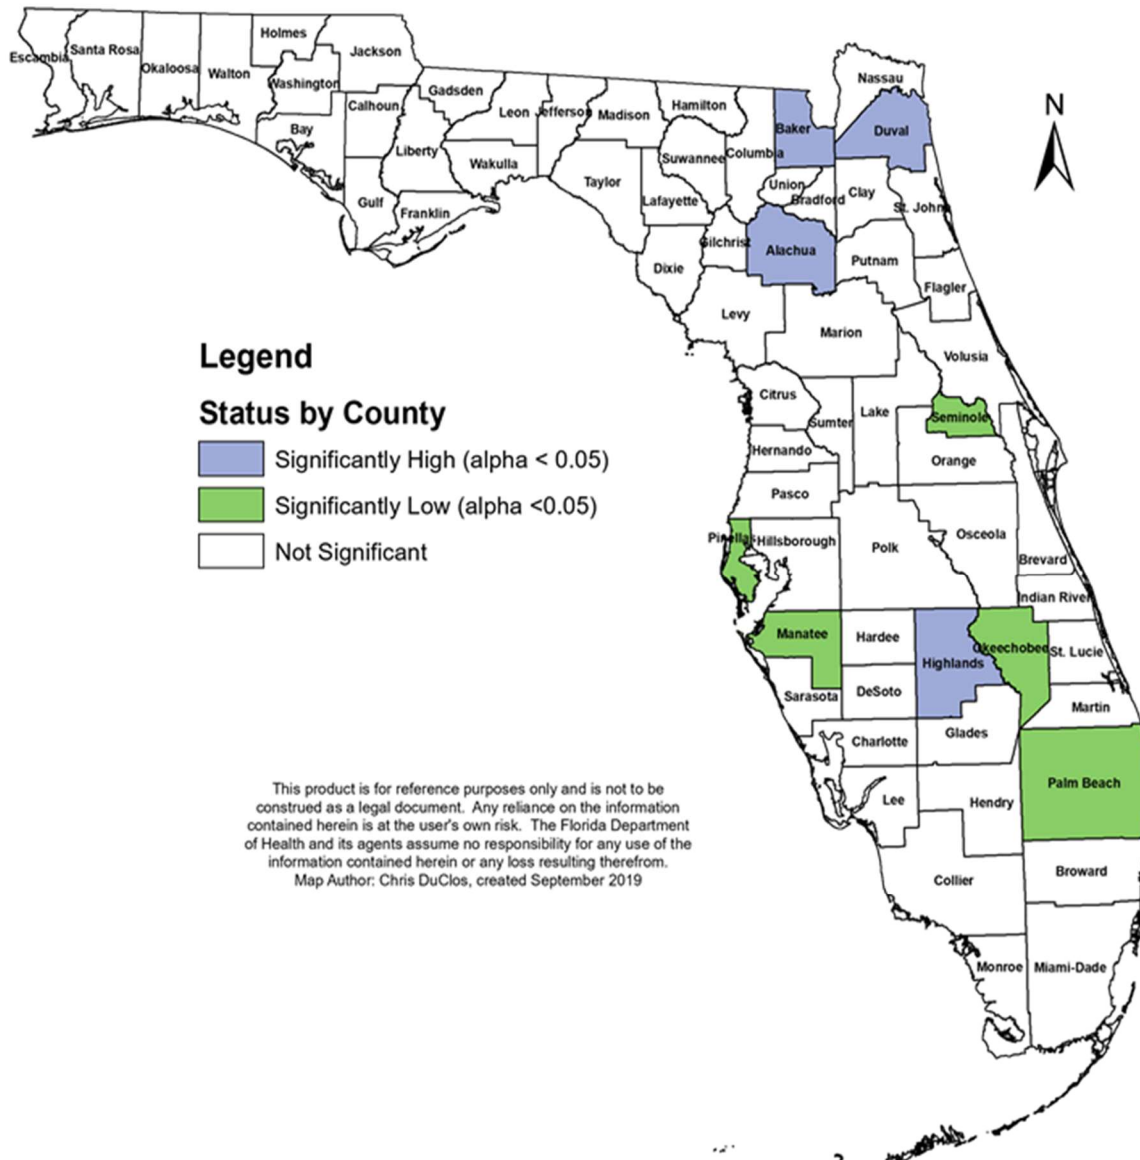 Holmes
Jackson
Escambia
Santa Rosa
Okaloosa
Walton
Washington
Calhoun
Bay
Gulf
Gadsden
Liberty
Franklin
Leon
Wakulla
Jefferson
Madison
Taylor
Hamilton
Suwannee
Lafayette
Dixie
Columbia
Gilchrist
Baker
Nassau
Duval
Union
Bradford
Clay
St. John
Alachua
Putnam
Flagler
Levy
Marion
Volusia
N
Legend
Status by County
Significantly High (alpha < 0.05)
Significantly Low (alpha <0.05)
Not Significant
Citrus
Sumter
Lake
Seminole
Hernando
Orange
Pasco
Pinellas
Hillsborough
Polk
Osceola
Brevard
Indian River
Manatee
Hardee
Highlands
Okeechobee
St. Lucie
Sarasota
DeSoto
Martin
Charlotte
Glades
Lee
Hendry
Palm Beach
Collier
Broward
Monroe
Miami-Dade
This product is for reference purposes only and is not to be
construed as a legal document. Any reliance on the information
contained herein is at the user's own risk. The Florida Department
of Health and its agents assume no responsibility for any use of the
information contained herein or any loss resulting therefrom.
Map Author: Chris DuClos, created September 2019